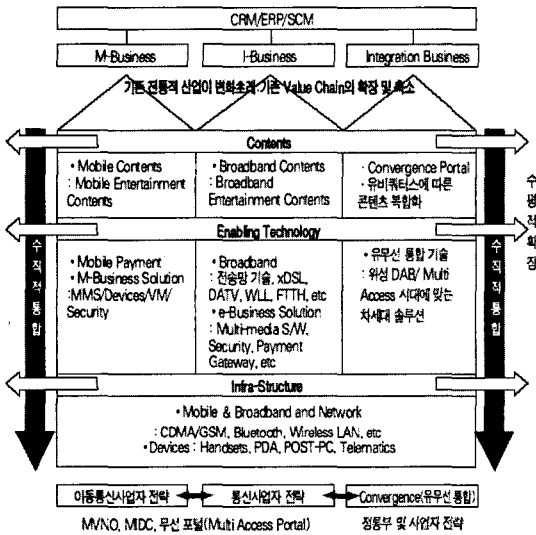 CRM/ERP/SCM
M-Business
I-Business
Integration Business
기존 전통적 산업이 변화초래:기존 Value Chain의 확장 및 축소
Contents
• Mobile Contents
: Mobile Entertainment
Contents
• Broadband Contents
: Broadband
Entertainment Contents
· Convergence Portal
· 유비쿼터스에 따른
콘텐츠 복합화
Enabling Technology
• Mobile Payment
• M-Business Solution
:MMS/Devices/VM/
Security
• Broadband
: 전송망 기술, xDSL,
DATV, WLL, FTTH, etc
• e-Business Solution
: Multi-media S/W,
Security, Payment
Gateway, etc
• 유무선 통합 기술
: 위성 DAB/ Multi
Access 시대에 맞는
차세대 솔루션
Infra-Structure
• Mobile & Broadband and Network
: CDMA/GSM, Bluetooth, Wireless LAN, etc
• Devices : Handsets, PDA, POST-PC, Telematics
수직적통합
수직적통합
수평적확장
이동통신사업자 전략
통신사업자 전략
Convergence(유무선 통합)
MVNO, MIDC, 무선 포털(Multi Access Portal)
정통부 및 사업자 전략